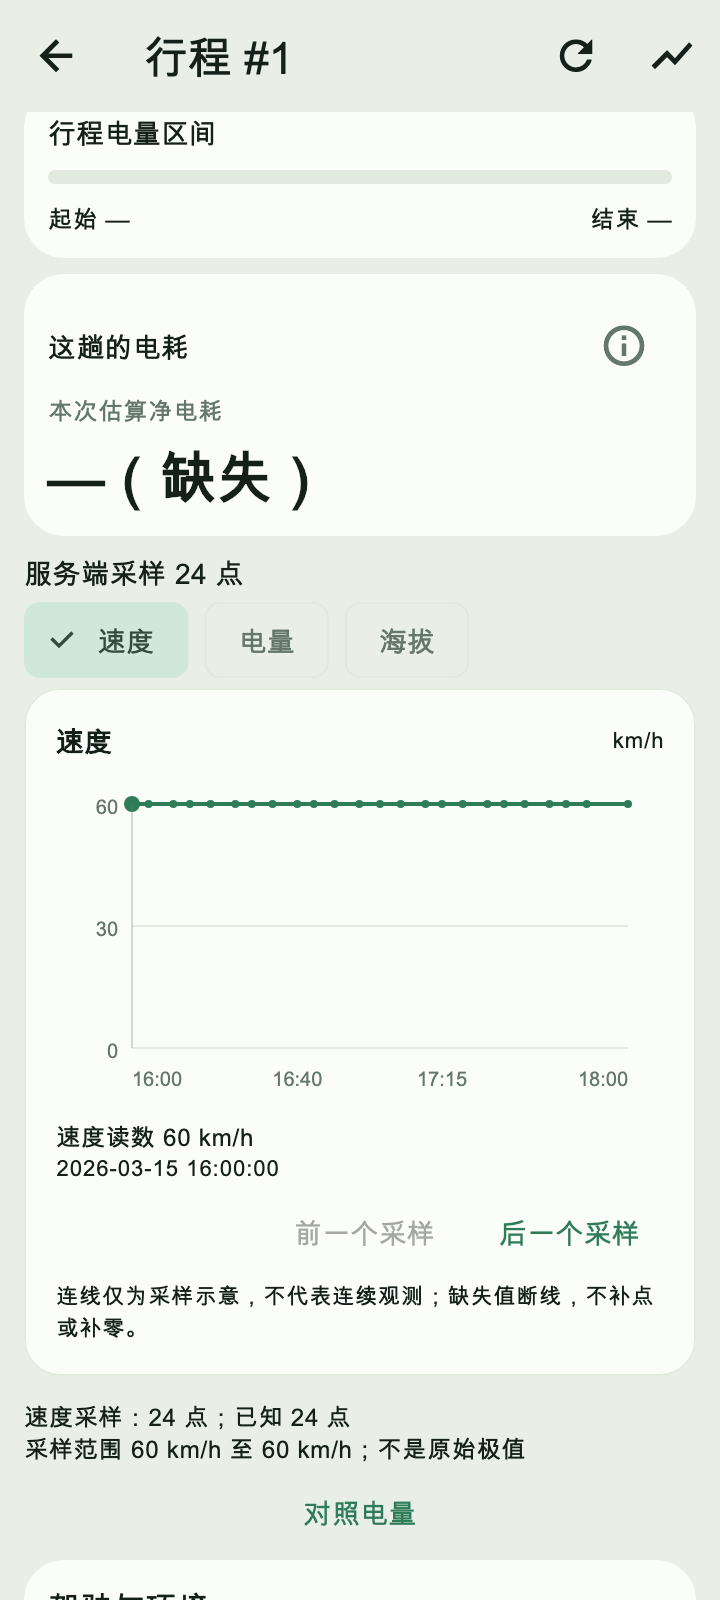 行程 #1
行程电量区间
起始 —
结束 —
这趟的电耗
本次估算净电耗
—（缺失）
服务端采样 24 点
速度
电量
海拔
速度
km/h
60
30
0
16:00
16:40
17:15
18:00
速度读数 60 km/h
2026-03-15 16:00:00
前一个采样
后一个采样
连线仅为采样示意，不代表连续观测；缺失值断线，不补点
或补零。
速度采样：24 点；已知 24 点
采样范围 60 km/h 至 60 km/h；不是原始极值
对照电量
驾驶与环境